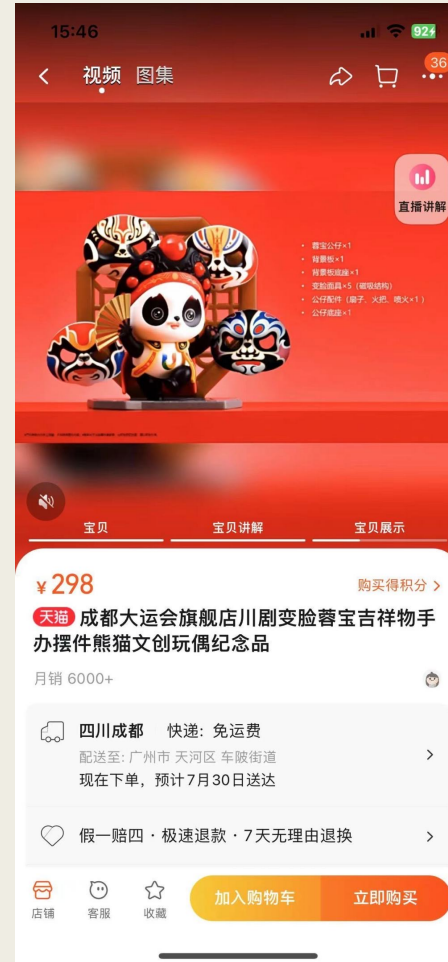 15:46
92
视频 图集
36
直播讲解
蓉宝公仔×1
背景板×1
背景板底座×1
变脸面具×5（磁吸结构）
公仔配件（扇子、火把、喷火×1）
公仔底座×1
宝贝
宝贝讲解
宝贝展示
¥298
购买得积分
天猫 成都大运会旗舰店川剧变脸蓉宝吉祥物手
办摆件熊猫文创玩偶纪念品
月销 6000+
四川成都 快递: 免运费
配送至: 广州市 天河区 车陂街道
现在下单，预计7月30日送达
假一赔四 · 极速退款 · 7天无理由退换
店铺
客服
收藏
加入购物车
立即购买